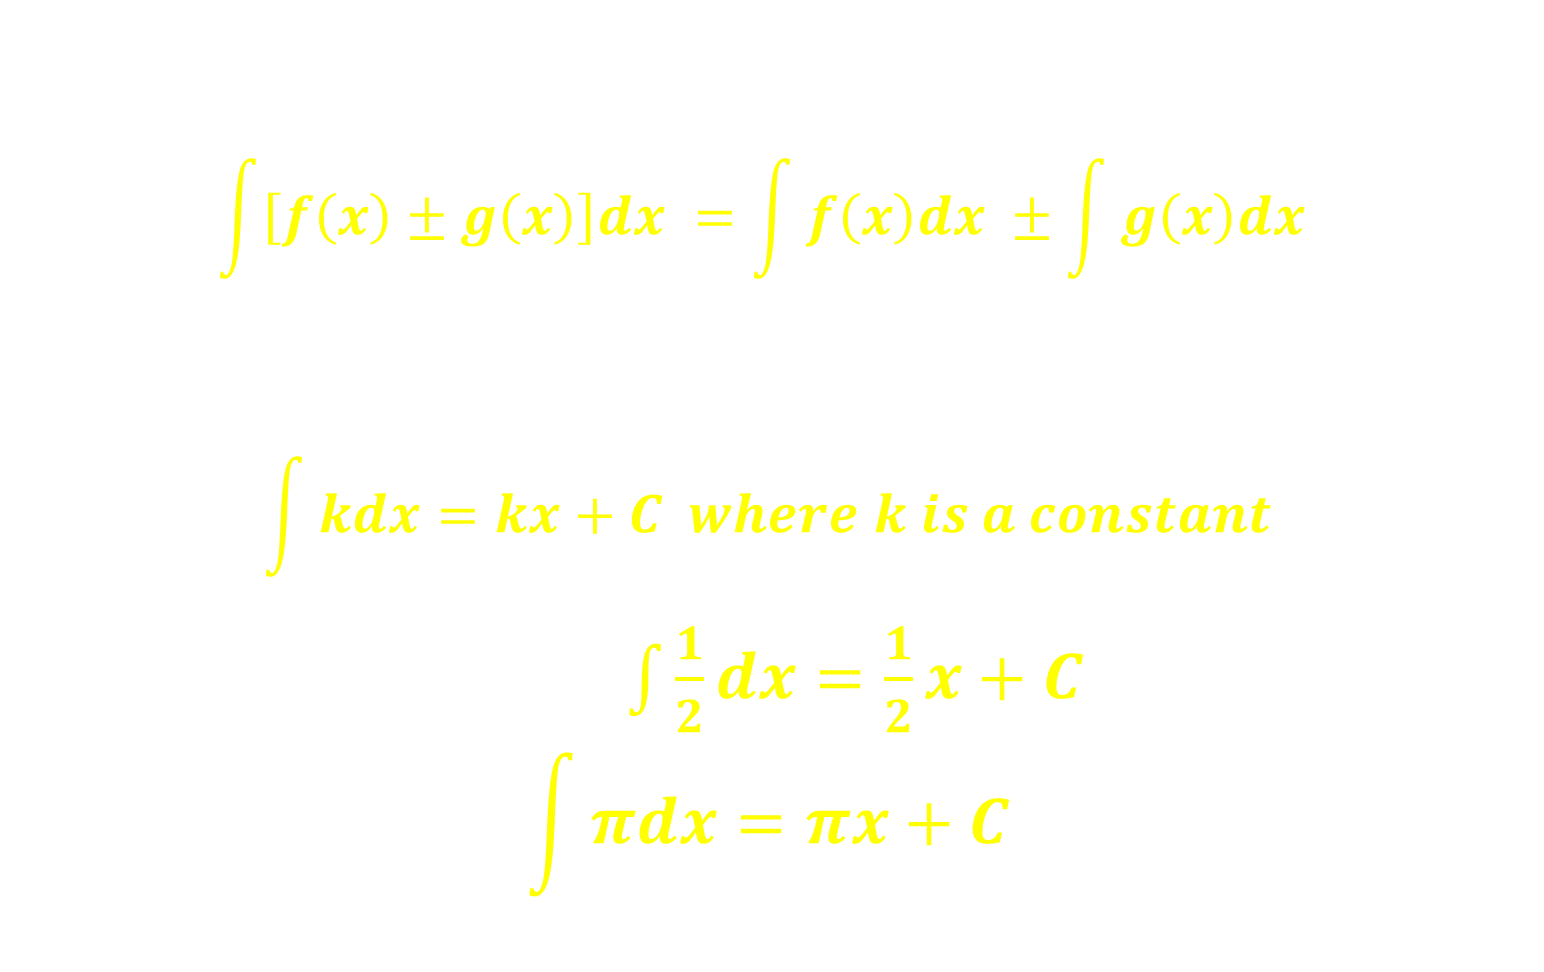 ∫[f(x) ± g(x)]dx = ∫ f(x)dx ± ∫ g(x)dx
∫ kdx = kx + C where k is a constant
∫ 1/2 dx = 1/2 x + C
∫ πdx = πx + C